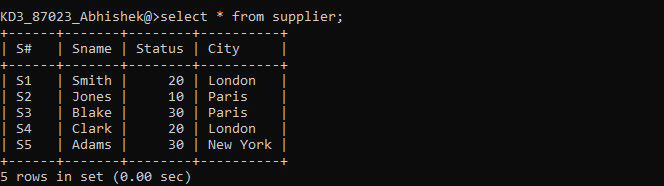 KD3_87023_Abhishek@>select * from supplier;
+------+-------+--------+----------+
| S#   | Sname | Status | City     |
+------+-------+--------+----------+
| S1   | Smith |     20 | London   |
| S2   | Jones |     10 | Paris    |
| S3   | Blake |     30 | Paris    |
| S4   | Clark |     20 | London   |
| S5   | Adams |     30 | New York |
+------+-------+--------+----------+
5 rows in set (0.00 sec)